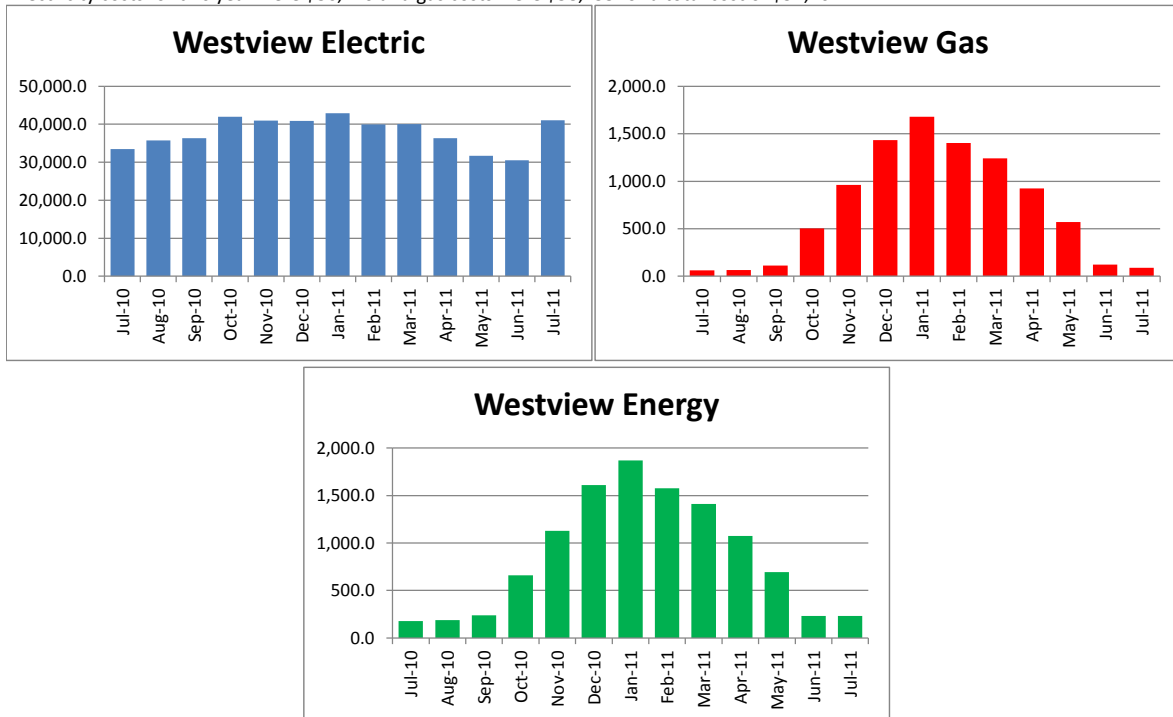 Westview Electric
50,000.0
40,000.0
30,000.0
20,000.0
10,000.0
0.0
Jul-10
Aug-10
Sep-10
Oct-10
Nov-10
Dec-10
Jan-11
Feb-11
Mar-11
Apr-11
May-11
Jun-11
Jul-11
Westview Gas
2,000.0
1,500.0
1,000.0
500.0
0.0
Jul-10
Aug-10
Sep-10
Oct-10
Nov-10
Dec-10
Jan-11
Feb-11
Mar-11
Apr-11
May-11
Jun-11
Jul-11
Westview Energy
2,000.0
1,500.0
1,000.0
500.0
0.0
Jul-10
Aug-10
Sep-10
Oct-10
Nov-10
Dec-10
Jan-11
Feb-11
Mar-11
Apr-11
May-11
Jun-11
Jul-11